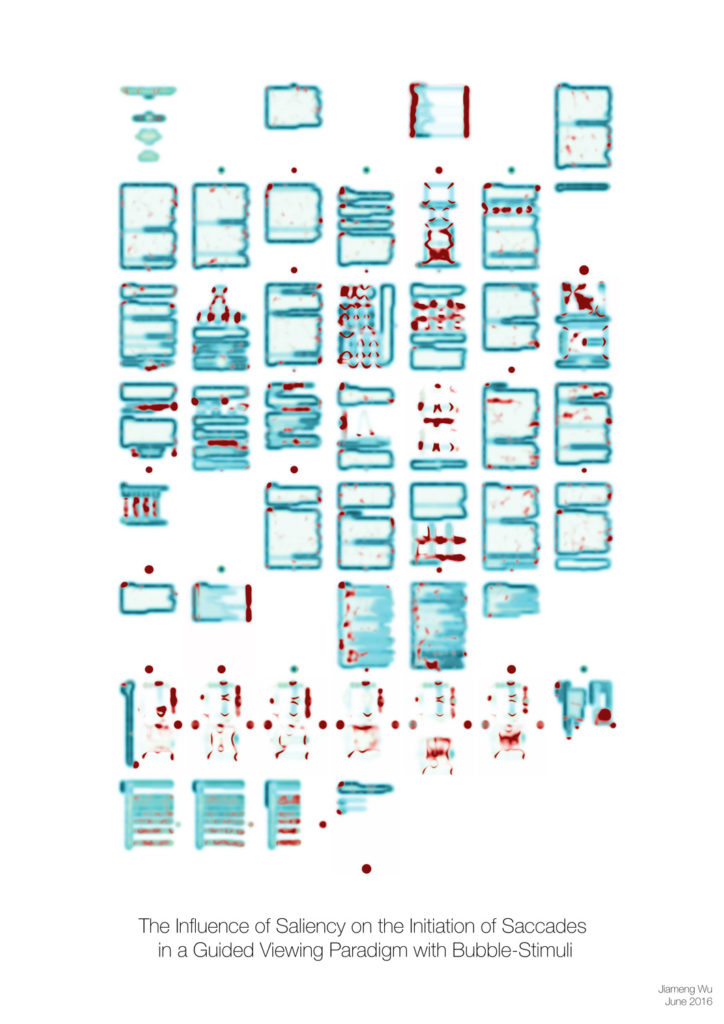 The Influence of Saliency on the Initiation of Saccades
in a Guided Viewing Paradigm with Bubble-Stimuli
Jiameng Wu
June 2016